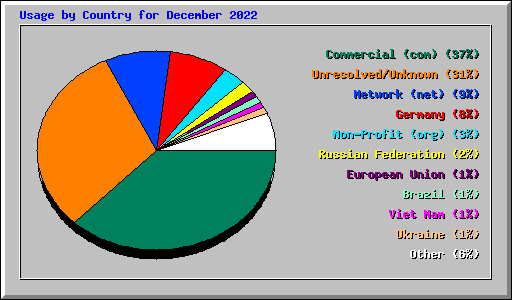 Usage by Country for December 2022
Commercial (com) (37%)
Unresolved/Unknown (31%)
Network (net) (9%)
Germany (8%)
Non-Profit (org) (3%)
Russian Federation (2%)
European Union (1%)
Brazil (1%)
Viet Nam (1%)
Ukraine (1%)
Other (6%)